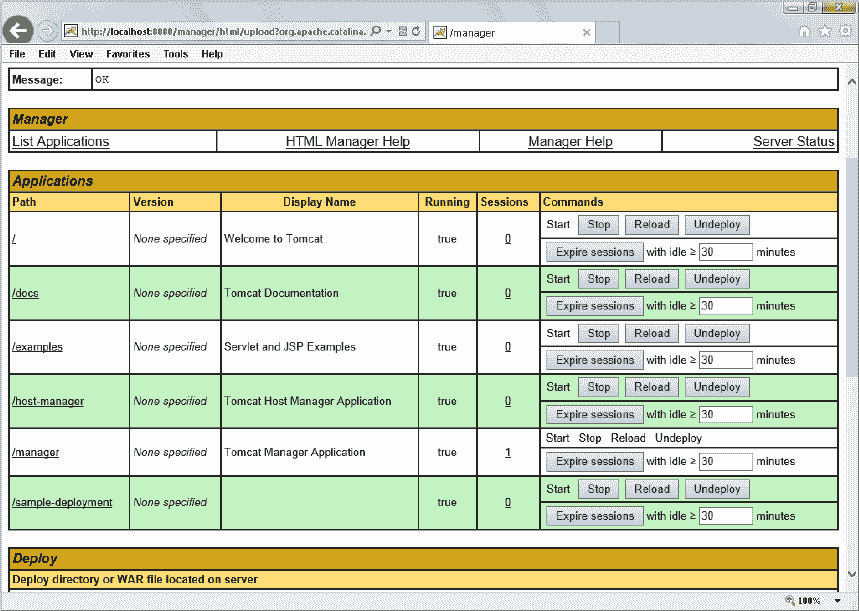 http://localhost:8080/manager/html/upload?org.apache.catalina.
/manager
File Edit View Favorites Tools Help
Message: OK
Manager
List Applications HTML Manager Help Manager Help Server Status
Applications
Path Version Display Name Running Sessions Commands
/ None specified Welcome to Tomcat true 0 Start Stop Reload Undeploy
Expire sessions with idle ≥ 30 minutes
/docs None specified Tomcat Documentation true 0 Start Stop Reload Undeploy
Expire sessions with idle ≥ 30 minutes
/examples None specified Servlet and JSP Examples true 0 Start Stop Reload Undeploy
Expire sessions with idle ≥ 30 minutes
/host-manager None specified Tomcat Host Manager Application true 0 Start Stop Reload Undeploy
Expire sessions with idle ≥ 30 minutes
/manager None specified Tomcat Manager Application true 1 Start Stop Reload Undeploy
Expire sessions with idle ≥ 30 minutes
/sample-deployment None specified true 0 Start Stop Reload Undeploy
Expire sessions with idle ≥ 30 minutes
Deploy
Deploy directory or WAR file located on server
100%